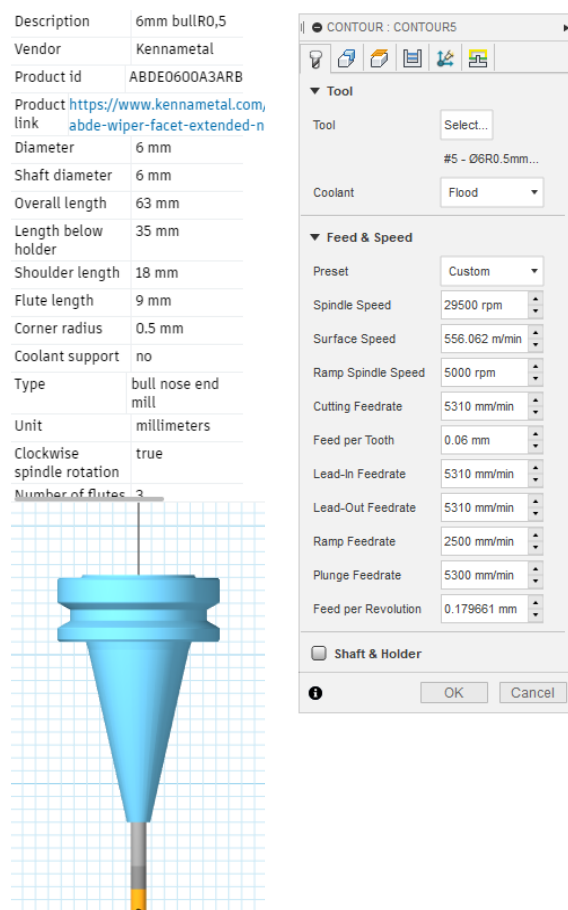 Description 6mm bullR0,5
Vendor Kennametal
Product id ABDE0600A3ARB
Product https://www.kennametal.com/
link abde-wiper-facet-extended-n
Diameter 6 mm
Shaft diameter 6 mm
Overall length 63 mm
Length below 35 mm
holder
Shoulder length 18 mm
Flute length 9 mm
Corner radius 0.5 mm
Coolant support no
Type bull nose end
mill
Unit millimeters
Clockwise true
spindle rotation
Number of flutes 3
CONTOUR : CONTOUR5
Tool
Tool Select...
#5 - Ø6R0.5mm...
Coolant Flood
Feed & Speed
Preset Custom
Spindle Speed 29500 rpm
Surface Speed 556.062 m/min
Ramp Spindle Speed 5000 rpm
Cutting Feedrate 5310 mm/min
Feed per Tooth 0.06 mm
Lead-In Feedrate 5310 mm/min
Lead-Out Feedrate 5310 mm/min
Ramp Feedrate 2500 mm/min
Plunge Feedrate 5300 mm/min
Feed per Revolution 0.179661 mm
Shaft & Holder
OK Cancel